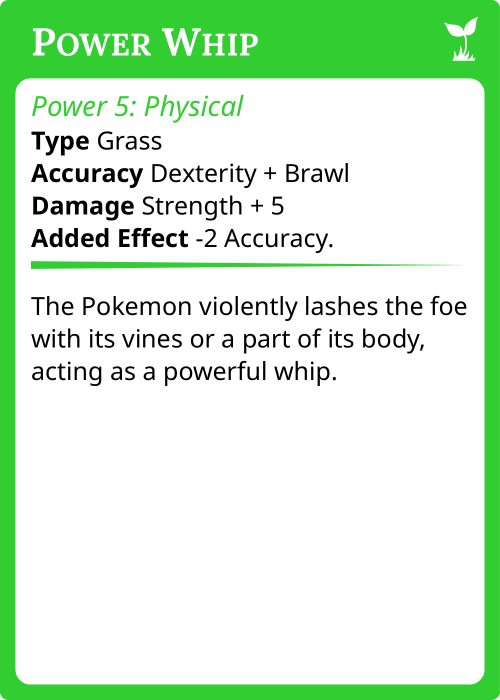 Power Whip
Power 5: Physical
Type Grass
Accuracy Dexterity + Brawl
Damage Strength + 5
Added Effect -2 Accuracy.
The Pokemon violently lashes the foe
with its vines or a part of its body,
acting as a powerful whip.